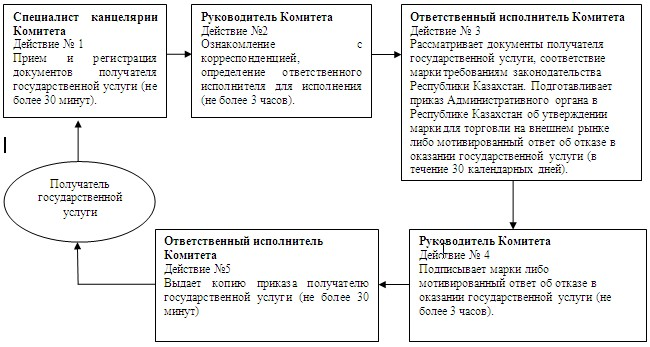 Специалист канцелярии
Комитета
Действие № 1
Прием и регистрация
документов получателя
государственной услуги (не
более 30 минут).
Руководитель Комитета
Действие №2
Ознакомление с
корреспонденцией,
определение ответственного
исполнителя для исполнения
(не более 3 часов).
Ответственный исполнитель Комитета
Действие № 3
Рассматривает документы получателя
государственной услуги, соответствие
марки требованиям законодательства
Республики Казахстан. Подготавливает
приказ Административного органа в
Республике Казахстан об утверждении
марки для торговли на внешнем рынке
либо мотивированный ответ об отказе в
оказании государственной услуги (в
течение 30 календарных дней).
Получатель
государственной
услуги
Ответственный исполнитель
Комитета
Действие №5
Выдает копию приказа получателю
государственной услуги (не более 30
минут)
Руководитель Комитета
Действие № 4
Подписывает марки либо
мотивированный ответ об отказе в
оказании государственной услуги (не
более 3 часов).